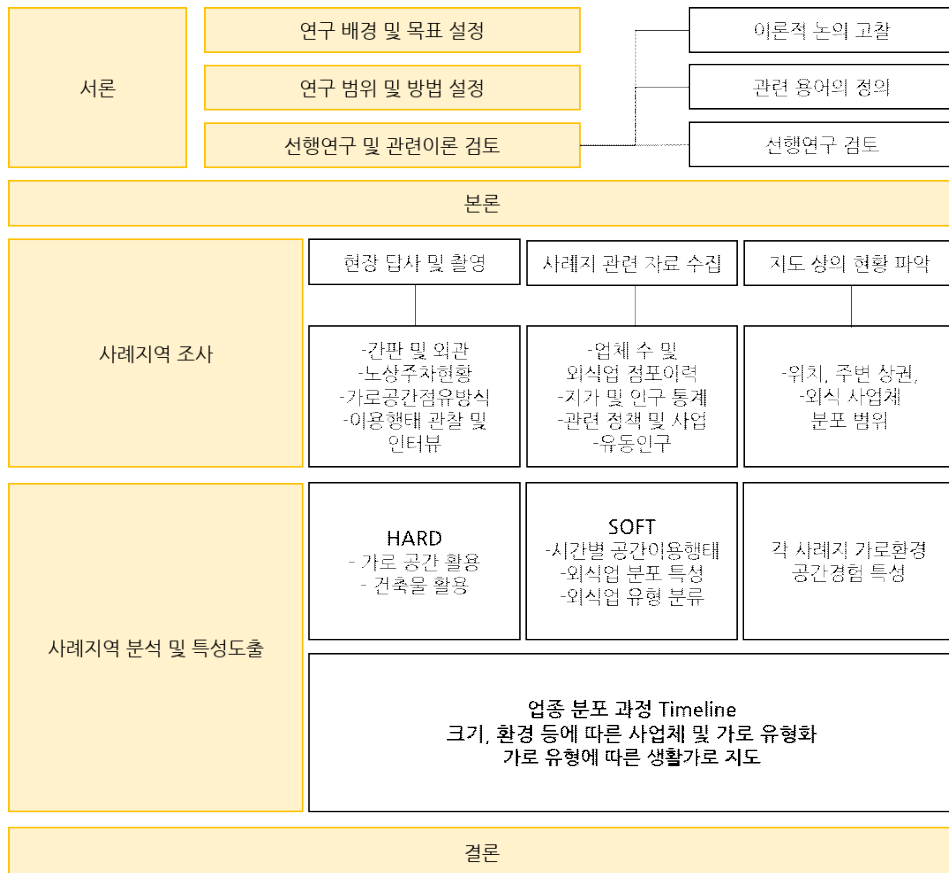 서론
연구 배경 및 목표 설정
연구 범위 및 방법 설정
선행연구 및 관련이론 검토
이론적 논의 고찰
관련 용어의 정의
선행연구 검토
본론
사례지역 조사
현장 답사 및 촬영
사례지 관련 자료 수집
지도 상의 현황 파악
-간판 및 외관
-노상주차현황
-가로공간점유방식
-이용행태 관찰 및
인터뷰
-업체 수 및
외식업 점포이력
-지가 및 인구 통계
-관련 정책 및 사업
-유동인구
-위치, 주변 상권,
-외식 사업체
분포 범위
사례지역 분석 및 특성도출
HARD
- 가로 공간 활용
- 건축물 활용
SOFT
-시간별 공간이용행태
-외식업 분포 특성
-외식업 유형 분류
각 사례지 가로환경
공간경험 특성
업종 분포 과정 Timeline
크기, 환경 등에 따른 사업체 및 가로 유형화
가로 유형에 따른 생활가로 지도
결론